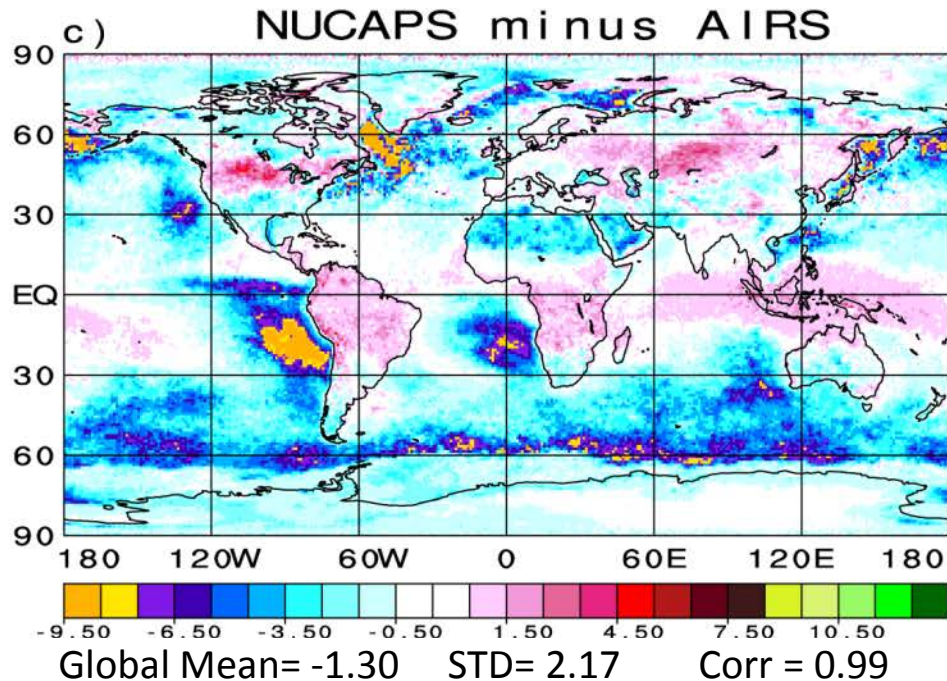 c) NUCAPS minus AIRS
90
60
30
EQ
30
60
90
180 120W 60W 0 60E 120E 180
-9.50 -6.50 -3.50 -0.50 1.50 4.50 7.50 10.50
Global Mean= -1.30 STD= 2.17 Corr = 0.99